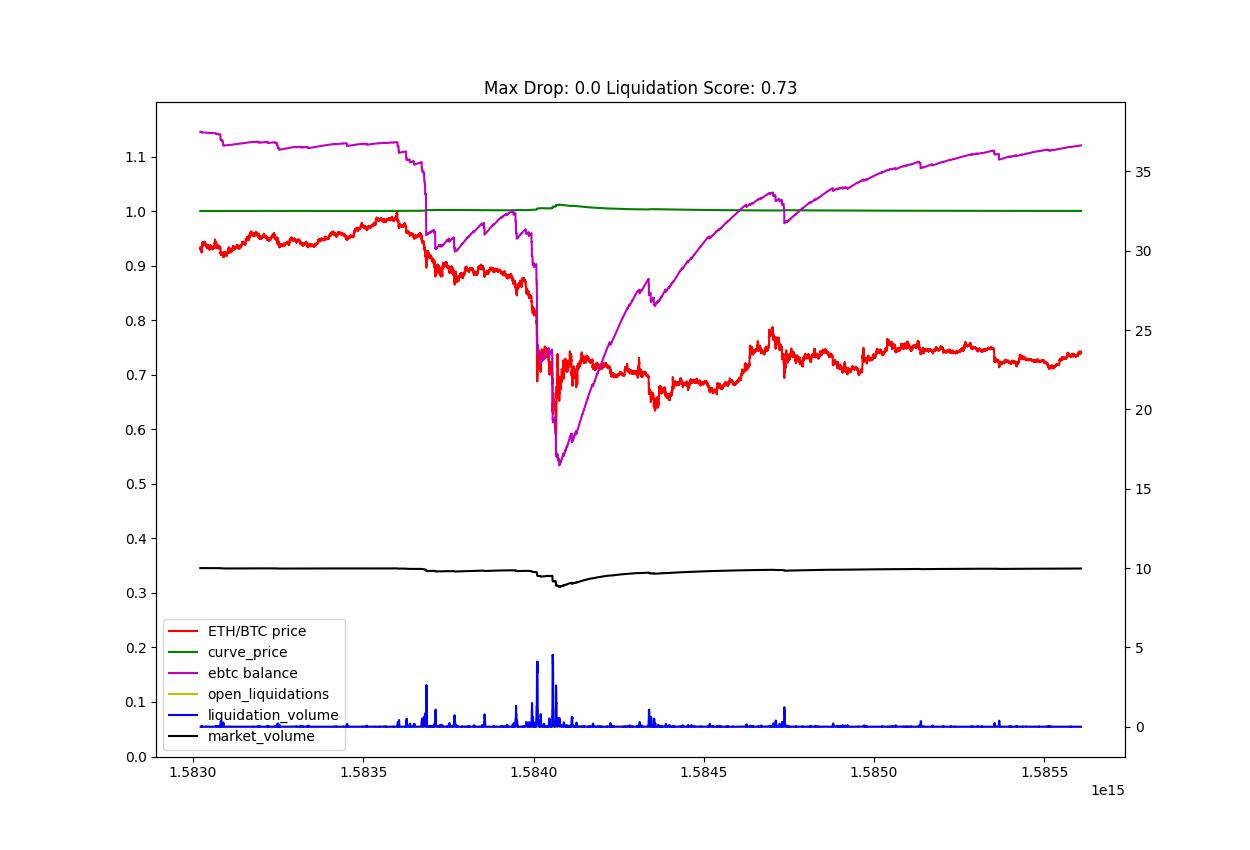 Max Drop: 0.0 Liquidation Score: 0.73
1.1
1.0
0.9
0.8
0.7
0.6
0.5
0.4
0.3
0.2
0.1
0.0
35
30
25
20
15
10
5
0
ETH/BTC price
curve_price
ebtc balance
open_liquidations
liquidation_volume
market_volume
1.5830 1.5835 1.5840 1.5845 1.5850 1.5855
1e15